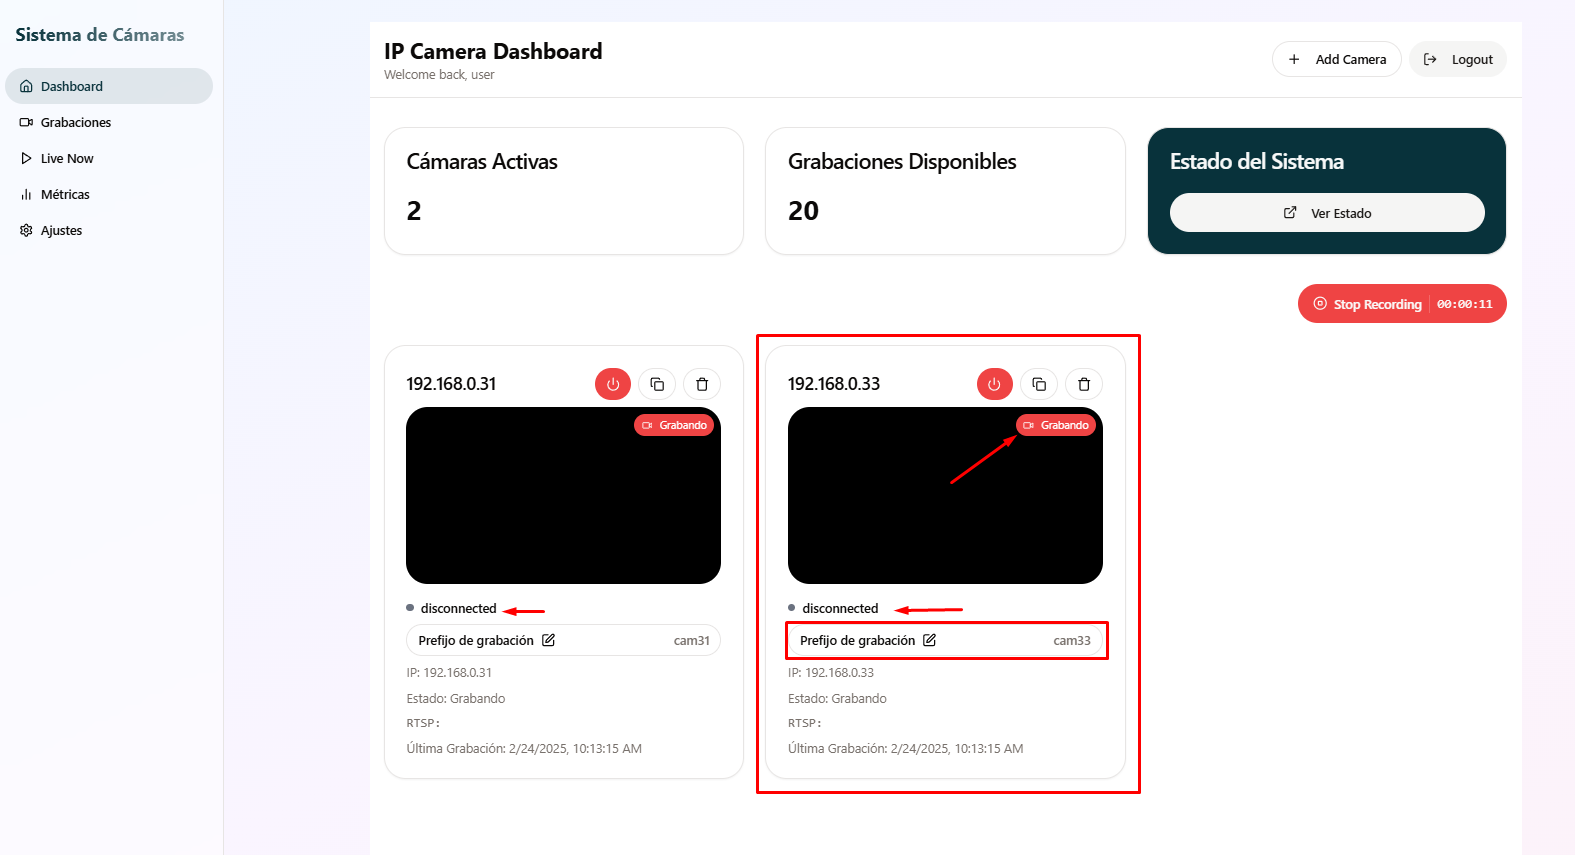 Sistema de Cámaras
Dashboard
Grabaciones
Live Now
Métricas
Ajustes
IP Camera Dashboard
Welcome back, user
Add Camera
Logout
Cámaras Activas
2
Grabaciones Disponibles
20
Estado del Sistema
Ver Estado
Stop Recording 00:00:11
192.168.0.31
Grabando
disconnected
Prefijo de grabación cam31
IP: 192.168.0.31
Estado: Grabando
RTSP:
Última Grabación: 2/24/2025, 10:13:15 AM
192.168.0.33
Grabando
disconnected
Prefijo de grabación cam33
IP: 192.168.0.33
Estado: Grabando
RTSP:
Última Grabación: 2/24/2025, 10:13:15 AM